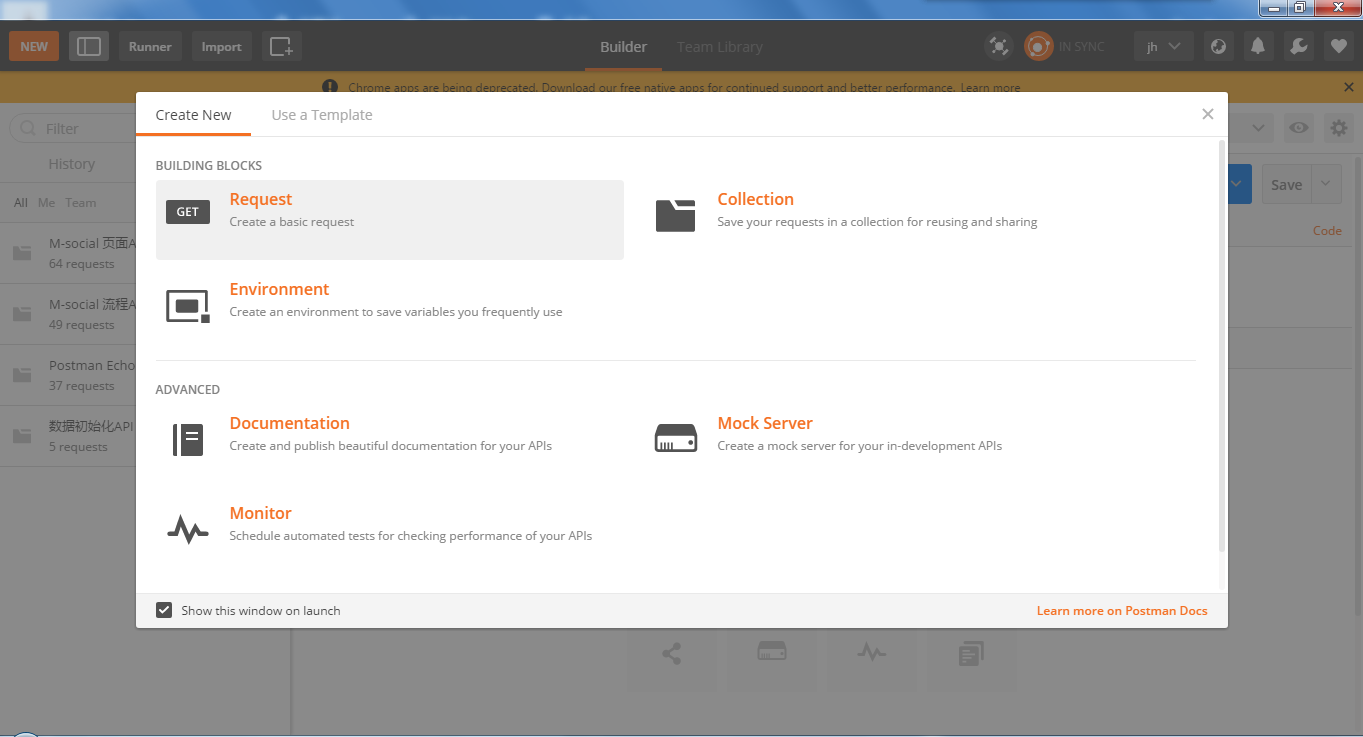 NEW
Runner
Import
Builder
Team Library
IN SYNC
jh
Chrome apps are being deprecated. Download our free native apps for continued support and better performance. Learn more
Filter
History
All Me Team
M-social 页面A
64 requests
M-social 流程A
49 requests
Postman Echo
37 requests
数据初始化API
5 requests
Save
Code
Create New
Use a Template
BUILDING BLOCKS
GET
Request
Create a basic request
Collection
Save your requests in a collection for reusing and sharing
Environment
Create an environment to save variables you frequently use
ADVANCED
Documentation
Create and publish beautiful documentation for your APIs
Mock Server
Create a mock server for your in-development APIs
Monitor
Schedule automated tests for checking performance of your APIs
Show this window on launch
Learn more on Postman Docs